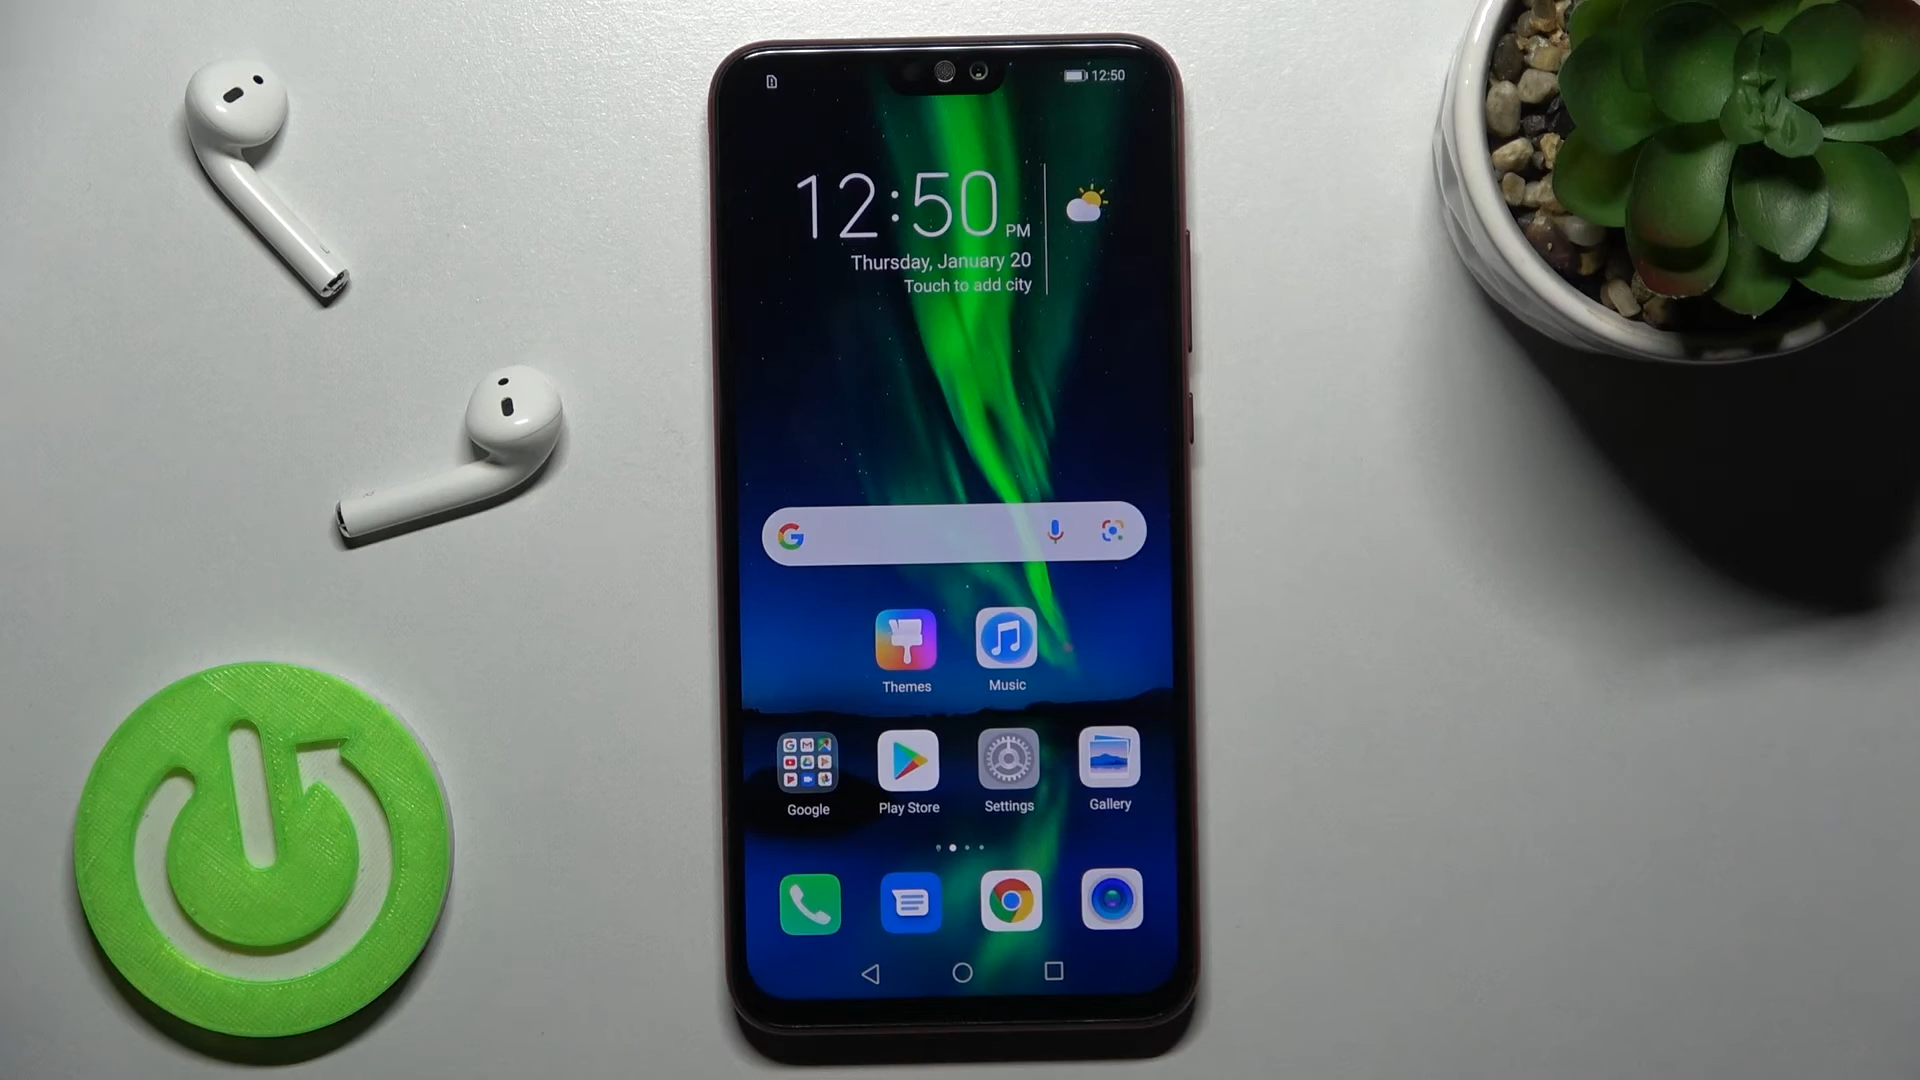 12:50
12:50 PM
Thursday, January 20
Touch to add city
G
Themes
Music
Google
Play Store
Settings
Gallery